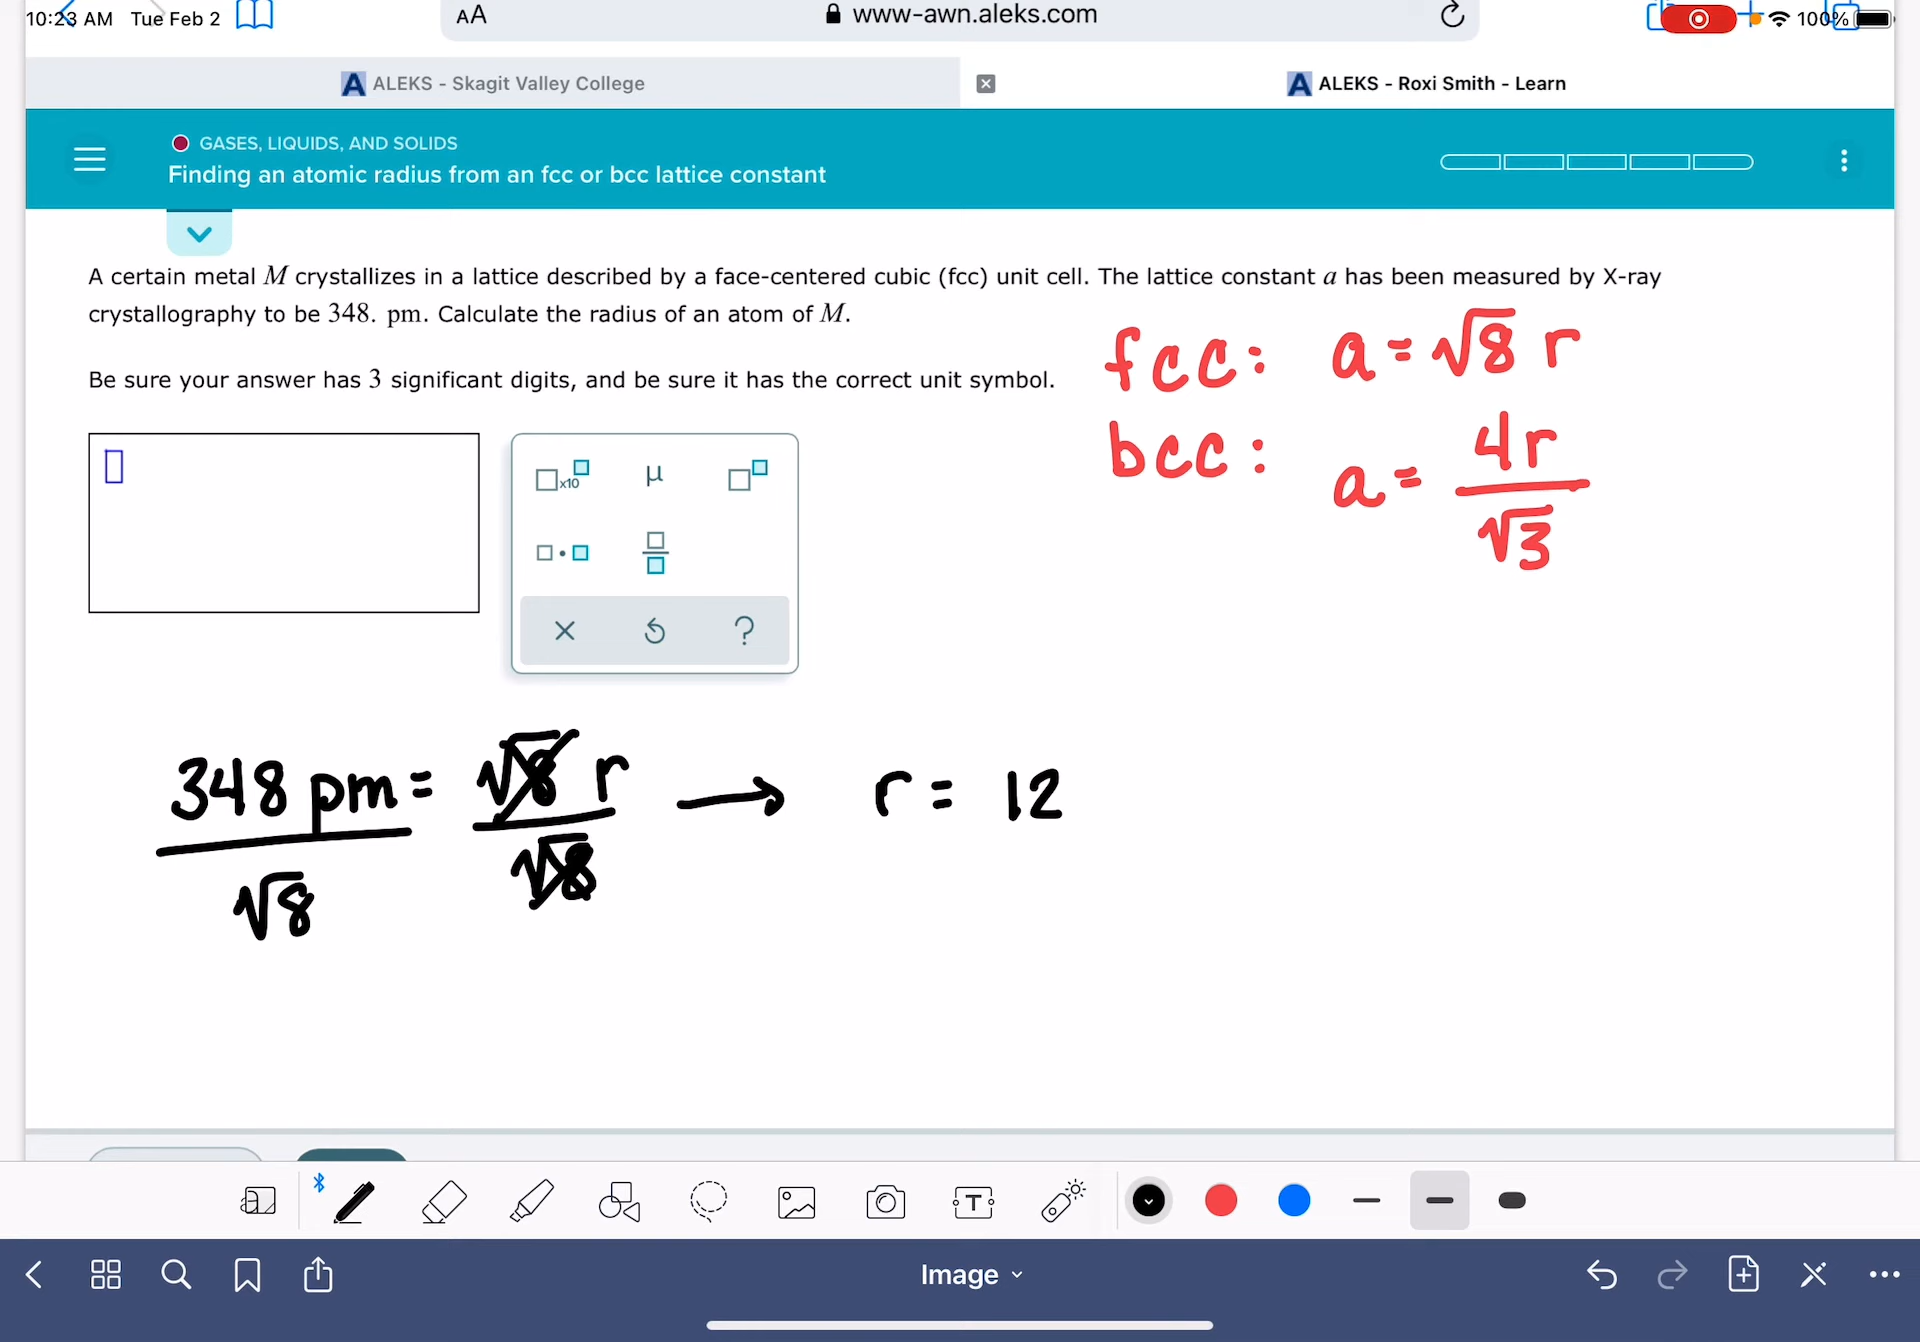 10:23 AM Tue Feb 2
AA
www-awn.aleks.com
100%
ALEKS - Skagit Valley College
ALEKS - Roxi Smith - Learn
GASES, LIQUIDS, AND SOLIDS
Finding an atomic radius from an fcc or bcc lattice constant
A certain metal M crystallizes in a lattice described by a face-centered cubic (fcc) unit cell. The lattice constant a has been measured by X-ray
crystallography to be 348. pm. Calculate the radius of an atom of M.
Be sure your answer has 3 significant digits, and be sure it has the correct unit symbol.
fcc: a = √8 r
bcc: a = 4r/√3
□x10□ μ □□
□·□ □/□
× ?
348 pm/√8 = √8 r/√8 → r = 12
T
Image